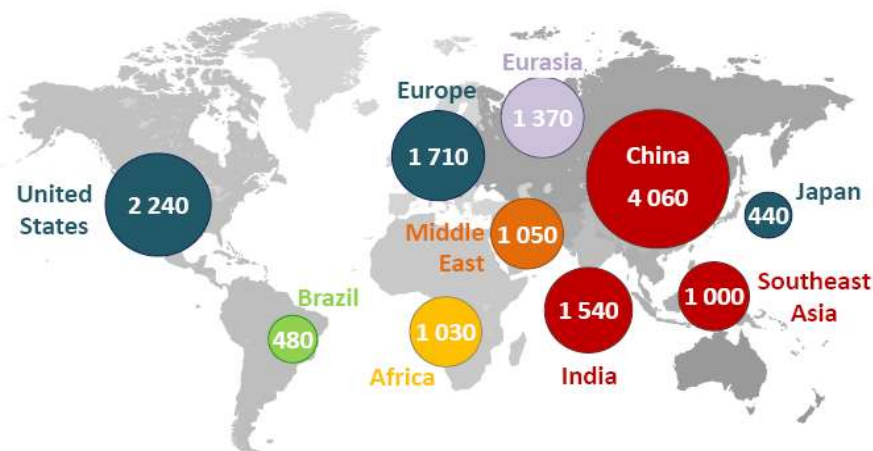 Eurasia
1 370
Europe
1 710
China
4 060
United
States
2 240
Japan
440
Middle
East
1 050
Southeast
Asia
1 000
India
1 540
Brazil
480
Africa
1 030